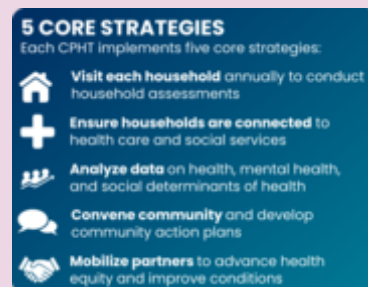 5 CORE STRATEGIES
Each CPHT implements five core strategies:
Visit each household annually to conduct
household assessments
Ensure households are connected to
health care and social services
Analyze data on health, mental health,
and social determinants of health
Convene community and develop
community action plans
Mobilize partners to advance health
equity and improve conditions